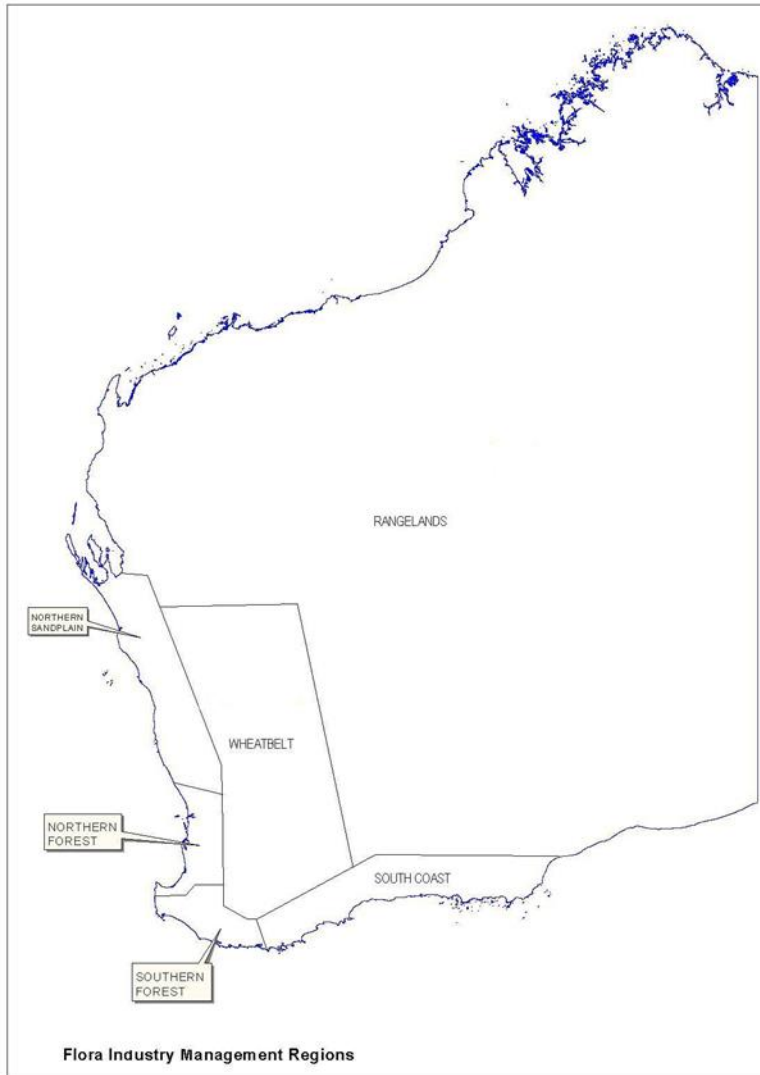 RANGELANDS
NORTHERN
SANDPLAIN
WHEATBELT
NORTHERN
FOREST
SOUTH COAST
SOUTHERN
FOREST
Flora Industry Management Regions